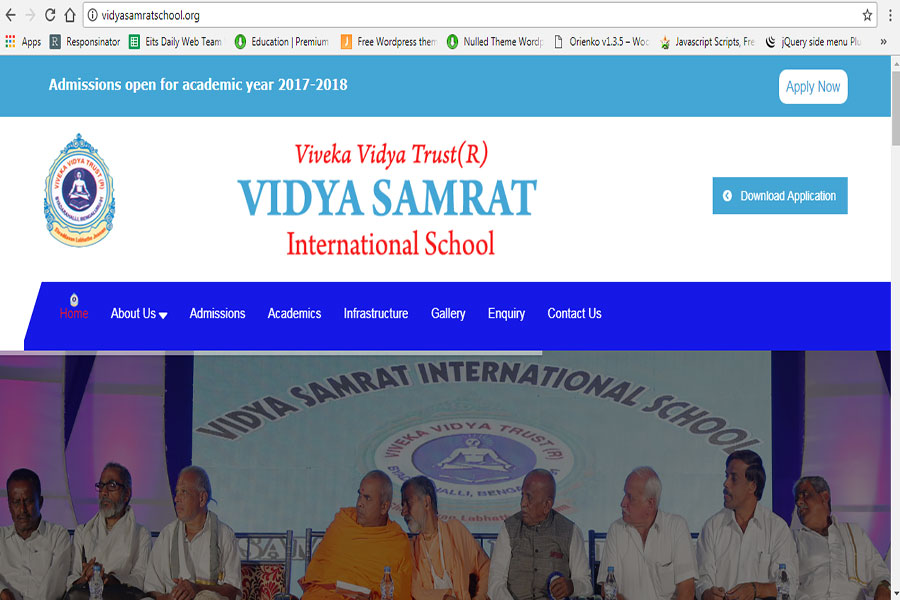 vidyasamratschool.org
Apps Responsinator Eits Daily Web Team Education | Premium Free Wordpress them Nulled Theme Wordp Orienko v1.3.5 – Woo Javascript Scripts, Fre jQuery side menu Plu »
Admissions open for academic year 2017-2018
Apply Now
Viveka Vidya Trust(R)
VIDYA SAMRAT
International School
VIVEKA VIDYA TRUST (R)
Download Application
Home About Us Admissions Academics Infrastructure Gallery Enquiry Contact Us
VIDYA SAMRAT INTERNATIONAL SCHOOL
VIVEKA VIDYA TRUST(R)